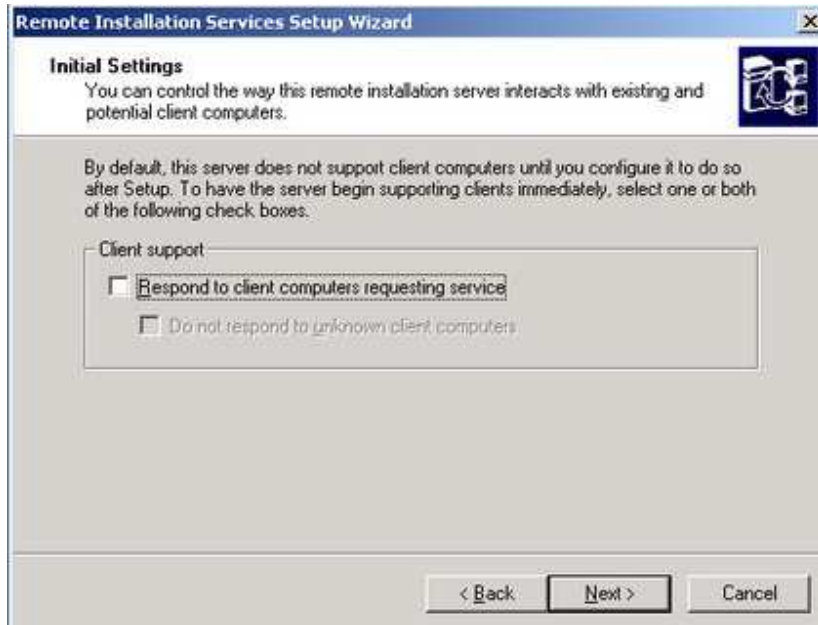 Remote Installation Services Setup Wizard
Initial Settings
You can control the way this remote installation server interacts with existing and
potential client computers.
By default, this server does not support client computers until you configure it to do so
after Setup. To have the server begin supporting clients immediately, select one or both
of the following check boxes.
Client support
Respond to client computers requesting service
Do not respond to unknown client computers
< Back
Next >
Cancel